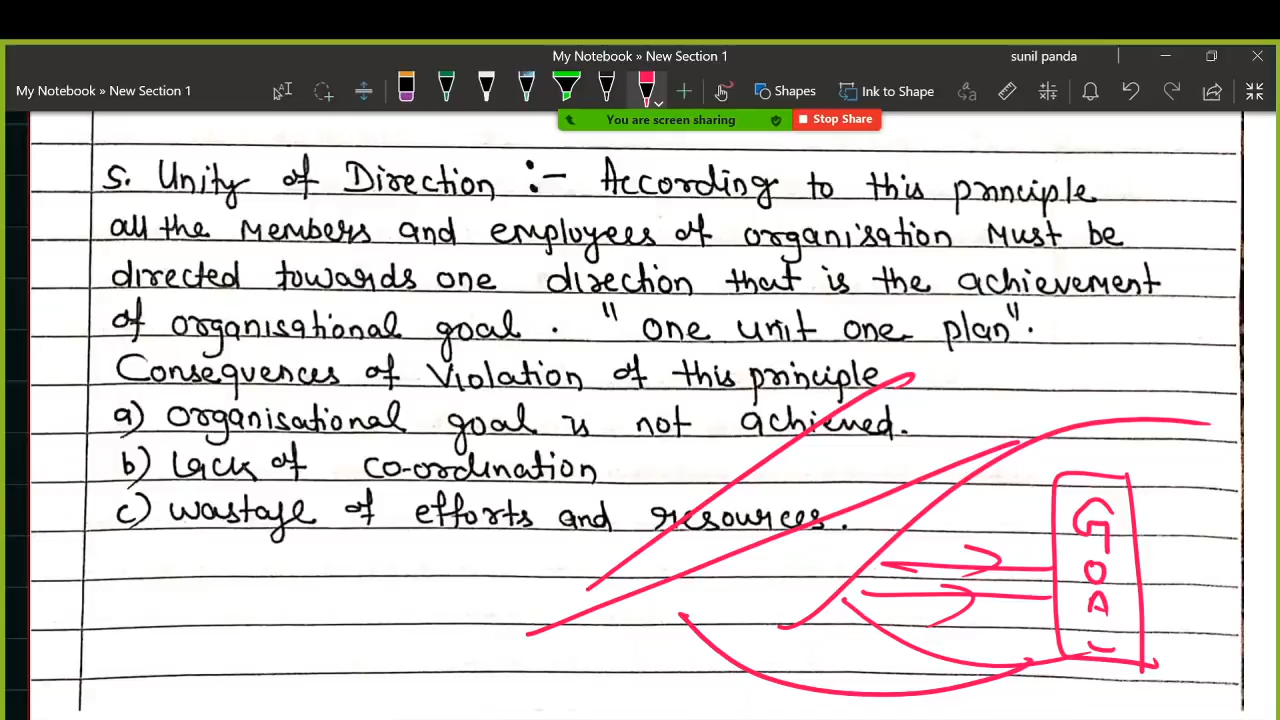 My Notebook » New Section 1
sunil panda
My Notebook » New Section 1
Shapes
Ink to Shape
You are screen sharing
Stop Share
5. Unity of Direction :- According to this principle
all the Members and employees of organisation Must be
directed towards one direction that is the achievement
of organisational goal. "one unit one plan".
Consequences of Violation of this principle
a) organisational goal is not achieved.
b) Lack of co-ordination
c) wastage of efforts and resources.
GOAL